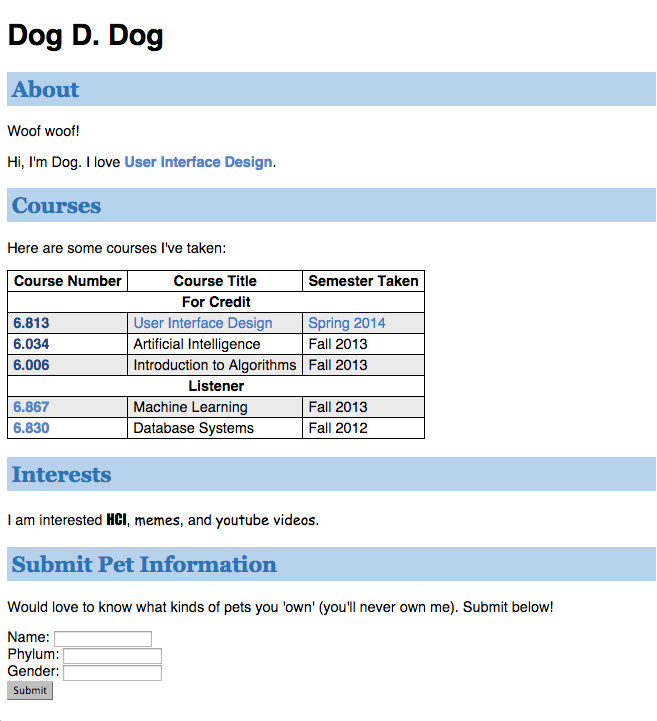 Dog D. Dog
About
Woof woof!
Hi, I'm Dog. I love User Interface Design.
Courses
Here are some courses I've taken:
Course Number Course Title Semester Taken
For Credit
6.813 User Interface Design Spring 2014
6.034 Artificial Intelligence Fall 2013
6.006 Introduction to Algorithms Fall 2013
Listener
6.867 Machine Learning Fall 2013
6.830 Database Systems Fall 2012
Interests
I am interested HCI, memes, and youtube videos.
Submit Pet Information
Would love to know what kinds of pets you 'own' (you'll never own me). Submit below!
Name:
Phylum:
Gender:
Submit